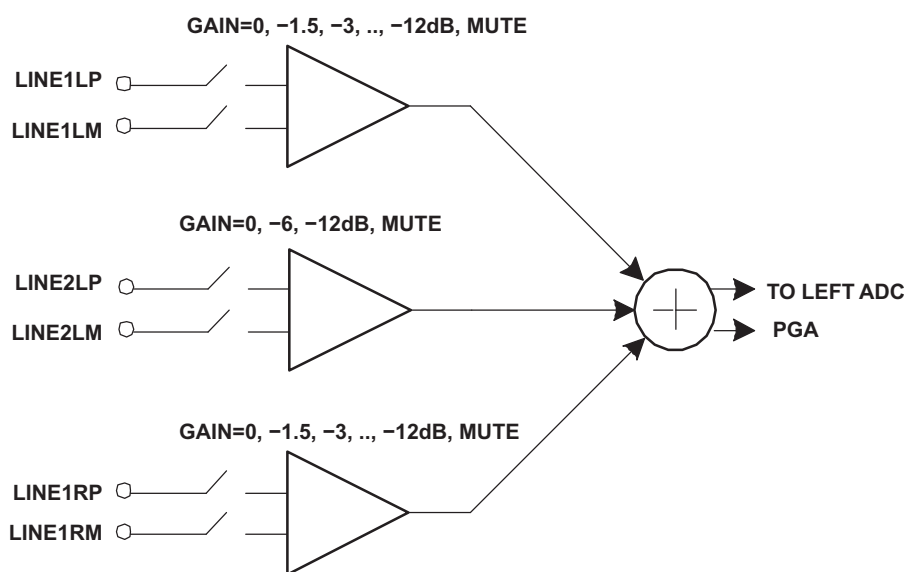 GAIN=0, −1.5, −3, .., −12dB, MUTE
LINE1LP
LINE1LM
GAIN=0, −6, −12dB, MUTE
LINE2LP
LINE2LM
TO LEFT ADC
PGA
GAIN=0, −1.5, −3, .., −12dB, MUTE
LINE1RP
LINE1RM